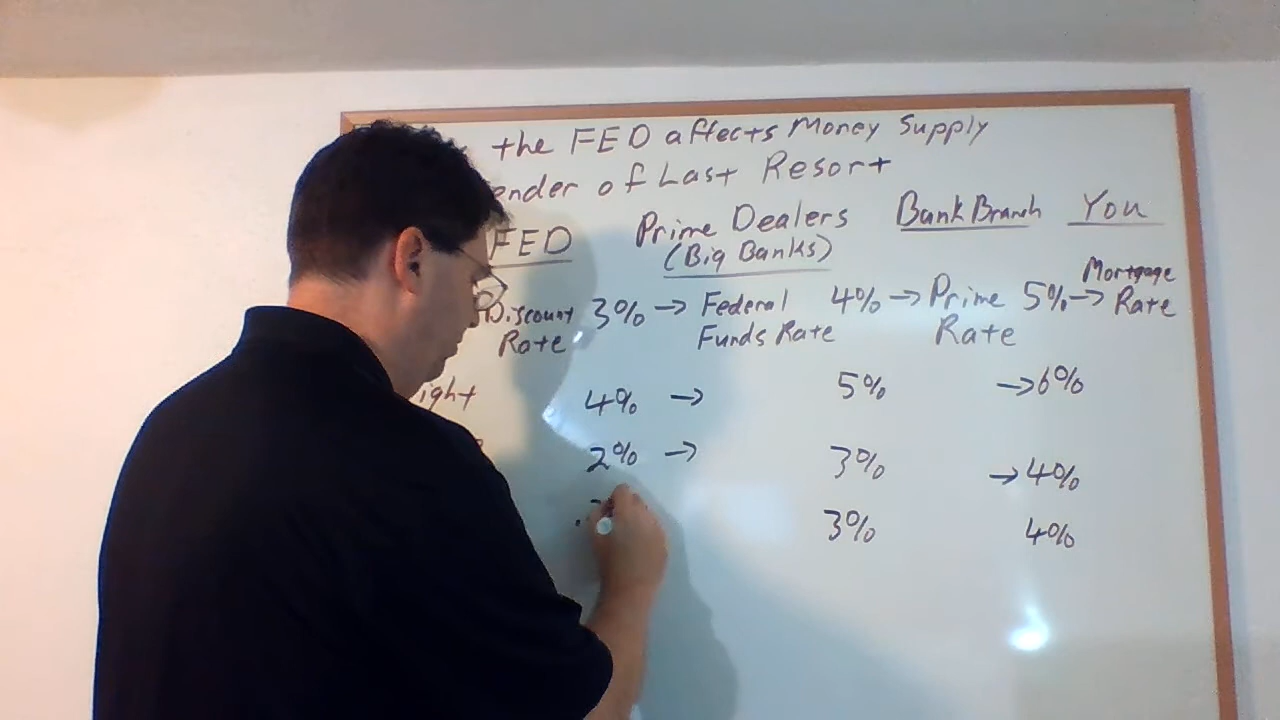 the FED affects Money Supply
ender of Last Resort
FED Prime Dealers Bank Branch You
(Big Banks)
Discount Rate 3% → Federal Funds Rate 4% → Prime Rate 5% → Mortgage Rate
ight 4% → 5% → 6%
2% → 3% → 4%
3% 4%